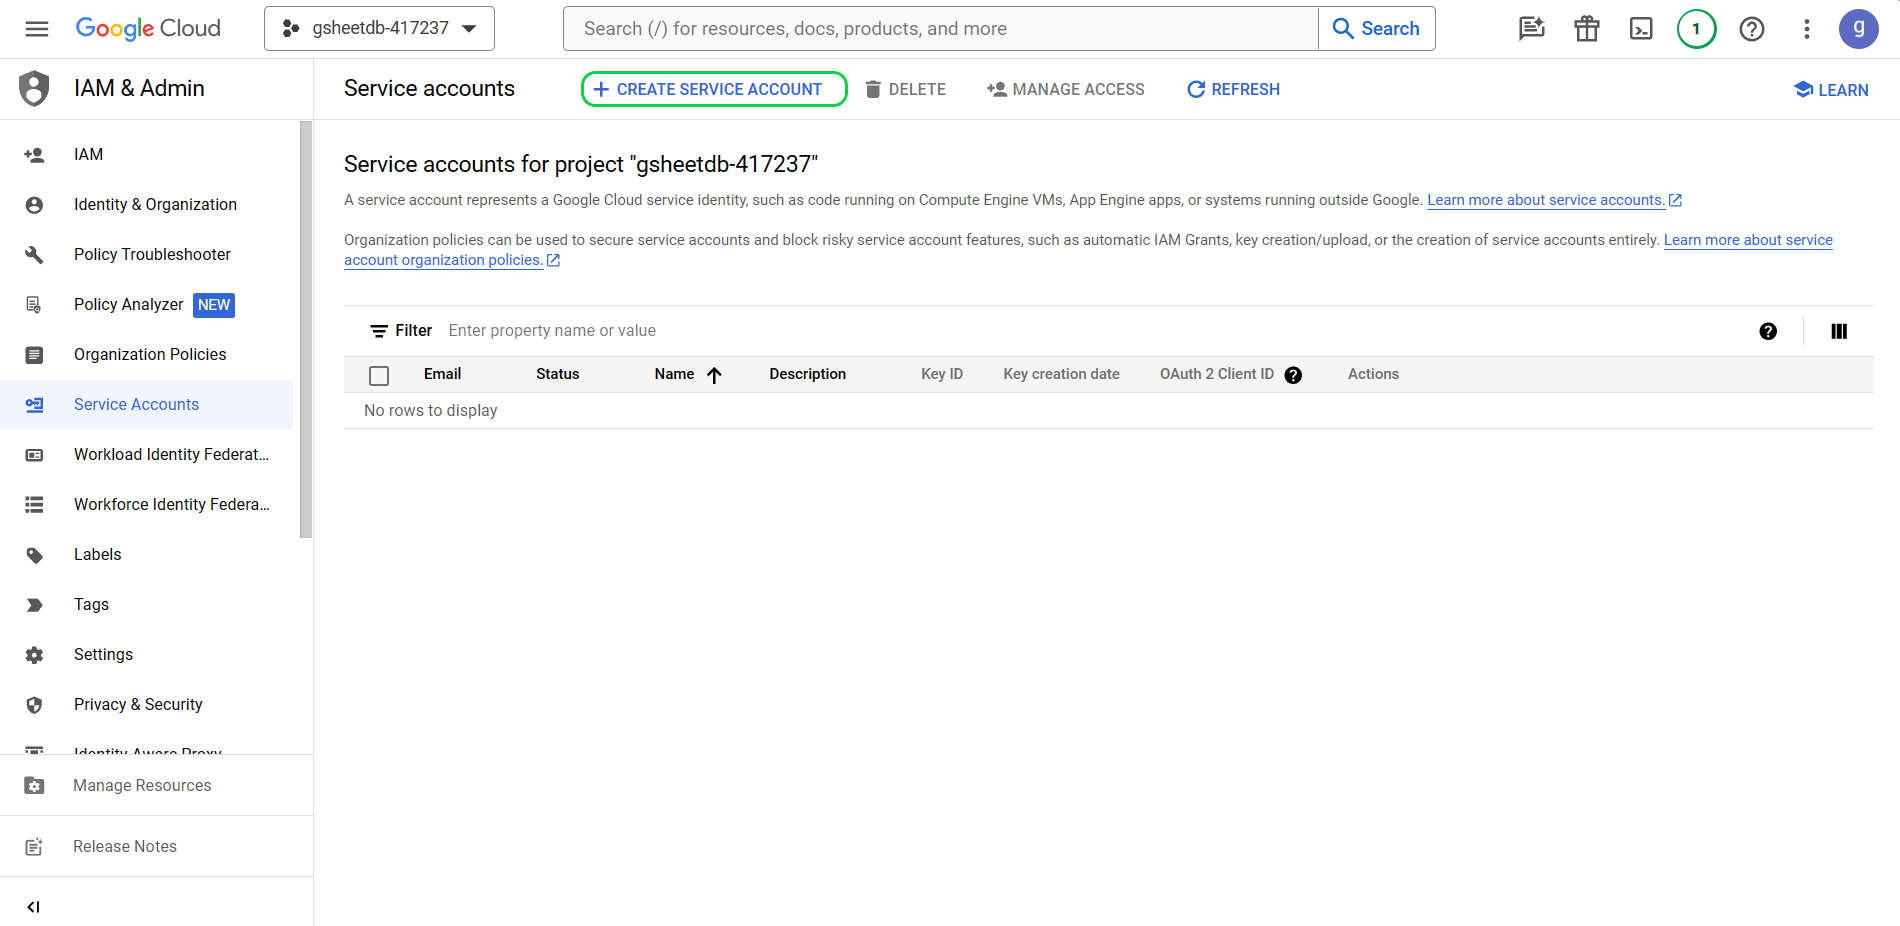 Google Cloud
gsheetdb-417237
Search (/) for resources, docs, products, and more
Search
1
g
IAM & Admin
Service accounts
CREATE SERVICE ACCOUNT
DELETE
MANAGE ACCESS
REFRESH
LEARN
IAM
Identity & Organization
Policy Troubleshooter
Policy Analyzer NEW
Organization Policies
Service Accounts
Workload Identity Federat...
Workforce Identity Federa...
Labels
Tags
Settings
Privacy & Security
Identity-Aware Proxy
Manage Resources
Release Notes
Service accounts for project "gsheetdb-417237"
A service account represents a Google Cloud service identity, such as code running on Compute Engine VMs, App Engine apps, or systems running outside Google. Learn more about service accounts.
Organization policies can be used to secure service accounts and block risky service account features, such as automatic IAM Grants, key creation/upload, or the creation of service accounts entirely. Learn more about service
account organization policies.
Filter Enter property name or value
Email Status Name Description Key ID Key creation date OAuth 2 Client ID Actions
No rows to display